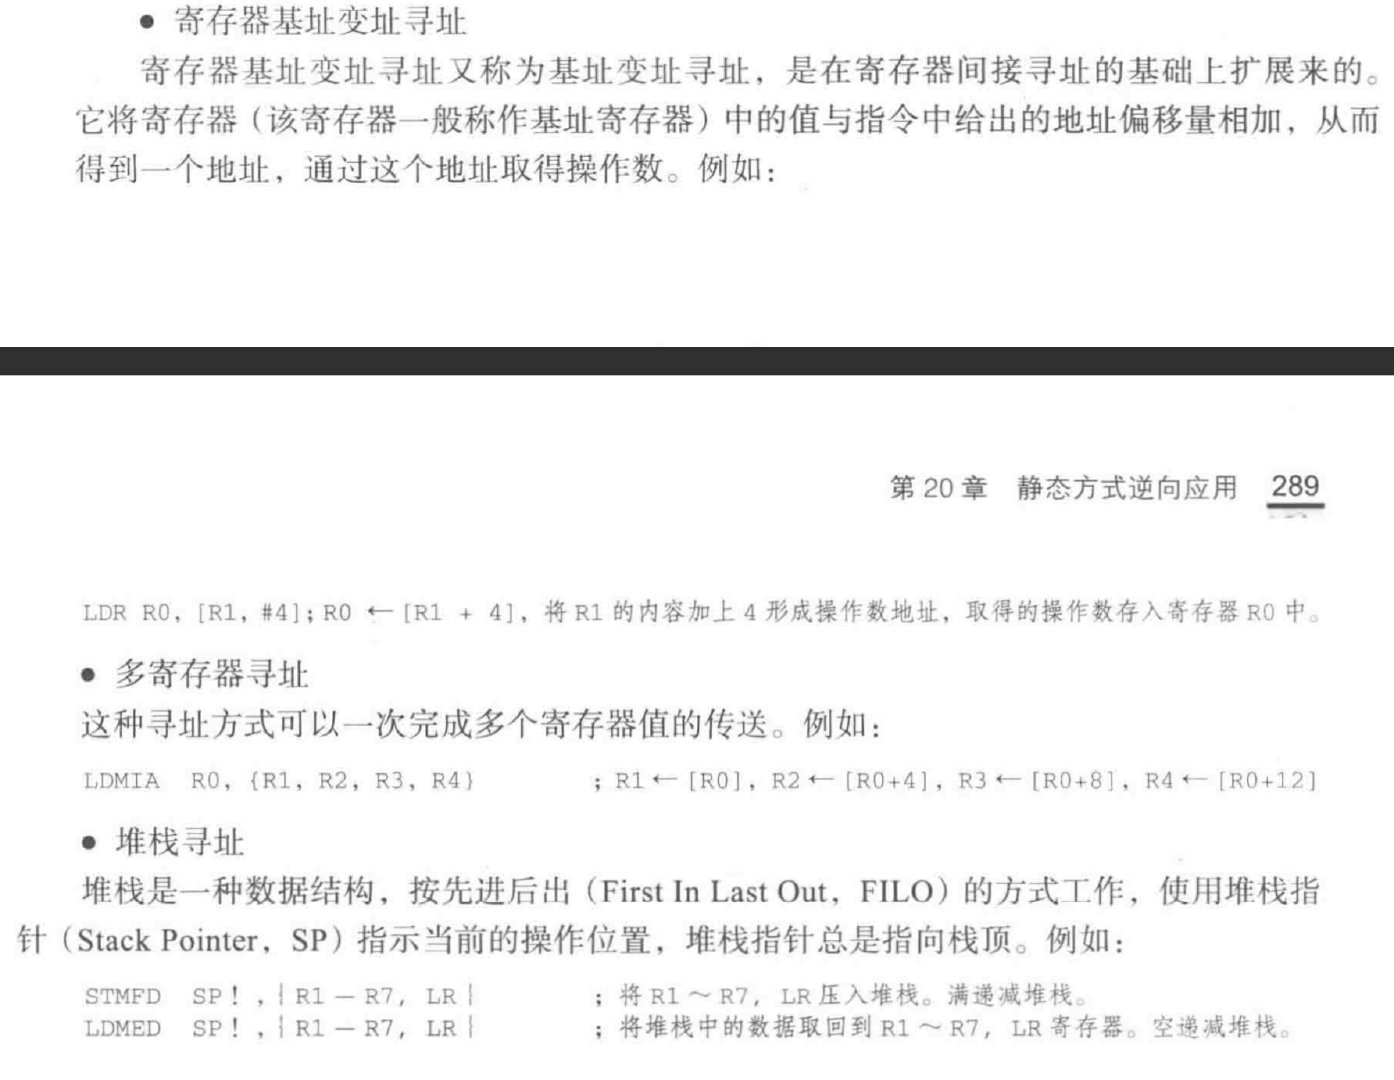 ● 寄存器基址变址寻址
寄存器基址变址寻址又称为基址变址寻址，是在寄存器间接寻址的基础上扩展来的。
它将寄存器（该寄存器一般称作基址寄存器）中的值与指令中给出的地址偏移量相加，从而
得到一个地址，通过这个地址取得操作数。例如：
第 20 章 静态方式逆向应用 289
LDR R0, [R1, #4]; R0 ← [R1 + 4], 将 R1 的内容加上 4 形成操作数地址，取得的操作数存入寄存器 R0 中。
● 多寄存器寻址
这种寻址方式可以一次完成多个寄存器值的传送。例如：
LDMIA R0, {R1, R2, R3, R4} ; R1 ← [R0], R2 ← [R0+4], R3 ← [R0+8], R4 ← [R0+12]
● 堆栈寻址
堆栈是一种数据结构，按先进后出（First In Last Out，FILO）的方式工作，使用堆栈指
针（Stack Pointer，SP）指示当前的操作位置，堆栈指针总是指向栈顶。例如：
STMFD SP！，{R1 — R7, LR} ; 将 R1 ～ R7, LR 压入堆栈。满递减堆栈。
LDMED SP！，{R1 — R7, LR} ; 将堆栈中的数据取回到 R1 ～ R7, LR 寄存器。空递减堆栈。